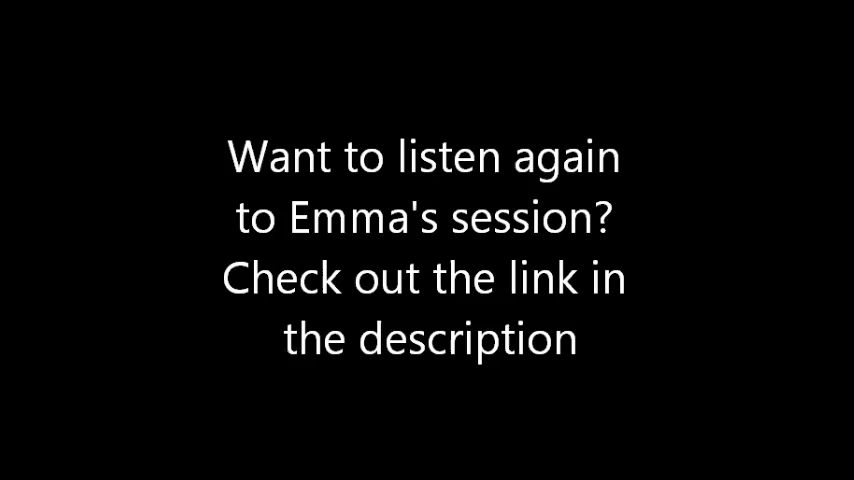 Want to listen again
to Emma's session?
Check out the link in
the description